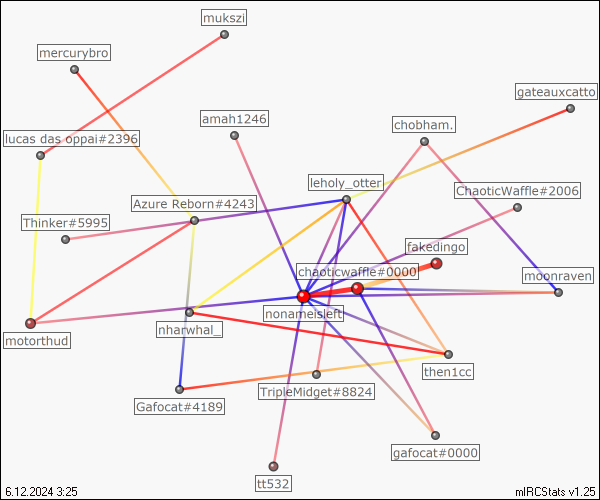 mukszi
mercurybro
gateauxcatto
amah1246
chobham.
lucas das oppai#2396
leholy_otter
ChaoticWaffle#2006
Azure Reborn#4243
Thinker#5995
fakedingo
chaoticwaffle#0000
moonraven
nonameisleft
nharwhal_
motorthud
then1cc
TripleMidget#8824
Gafocat#4189
gafocat#0000
tt532
6.12.2024 3:25
mIRCStats v1.25